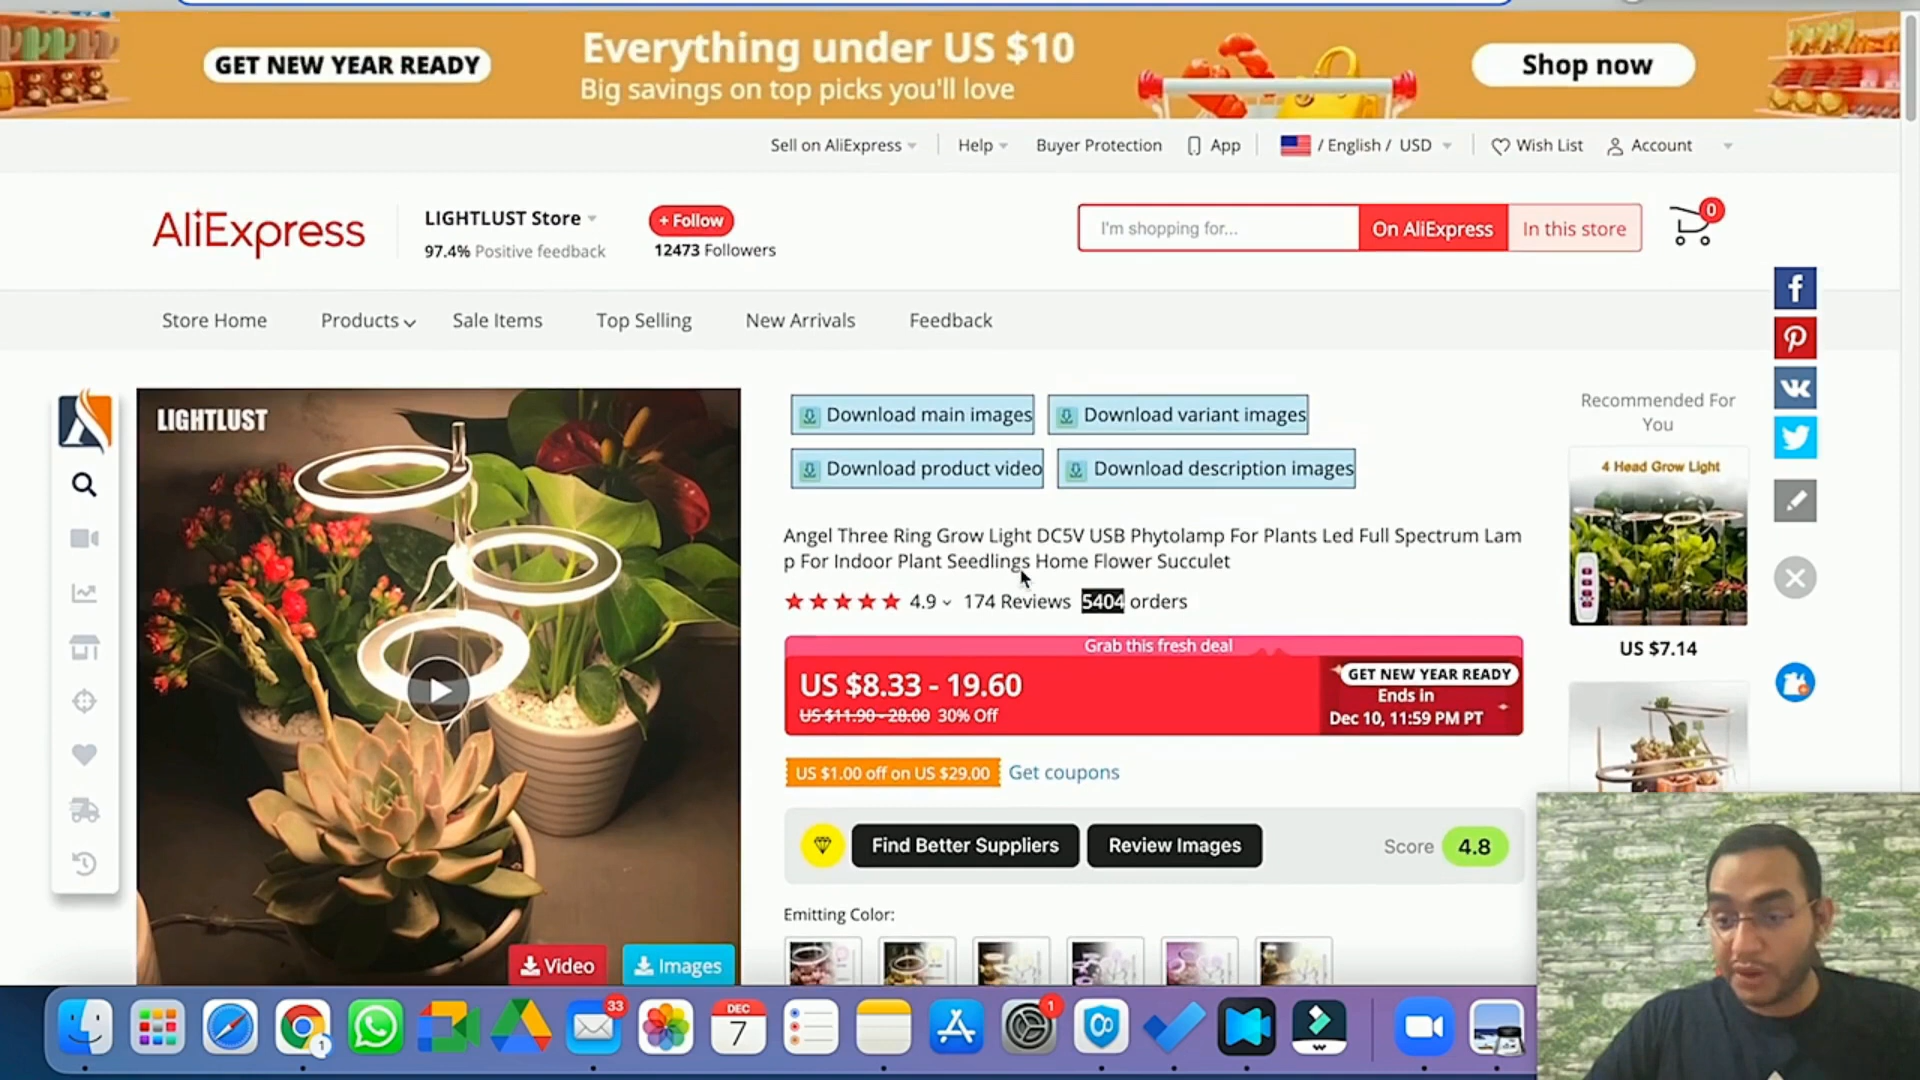 GET NEW YEAR READY
Everything under US $10
Big savings on top picks you'll love
Shop now
Sell on AliExpress
Help
Buyer Protection
App
/ English / USD
Wish List
Account
AliExpress
LIGHTLUST Store
97.4% Positive feedback
+ Follow
12473 Followers
I'm shopping for...
On AliExpress
In this store
0
Store Home
Products
Sale Items
Top Selling
New Arrivals
Feedback
LIGHTLUST
Download main images
Download variant images
Download product video
Download description images
Angel Three Ring Grow Light DC5V USB Phytolamp For Plants Led Full Spectrum Lam
p For Indoor Plant Seedlings Home Flower Succulet
4.9
174 Reviews
5404 orders
Grab this fresh deal
US $8.33 - 19.60
US $11.90 - 28.00 30% Off
GET NEW YEAR READY
Ends in
Dec 10, 11:59 PM PT
US $1.00 off on US $29.00
Get coupons
Find Better Suppliers
Review Images
Score 4.8
Emitting Color:
Video
Images
Recommended For
You
4 Head Grow Light
US $7.14
33
DEC
7
1
1